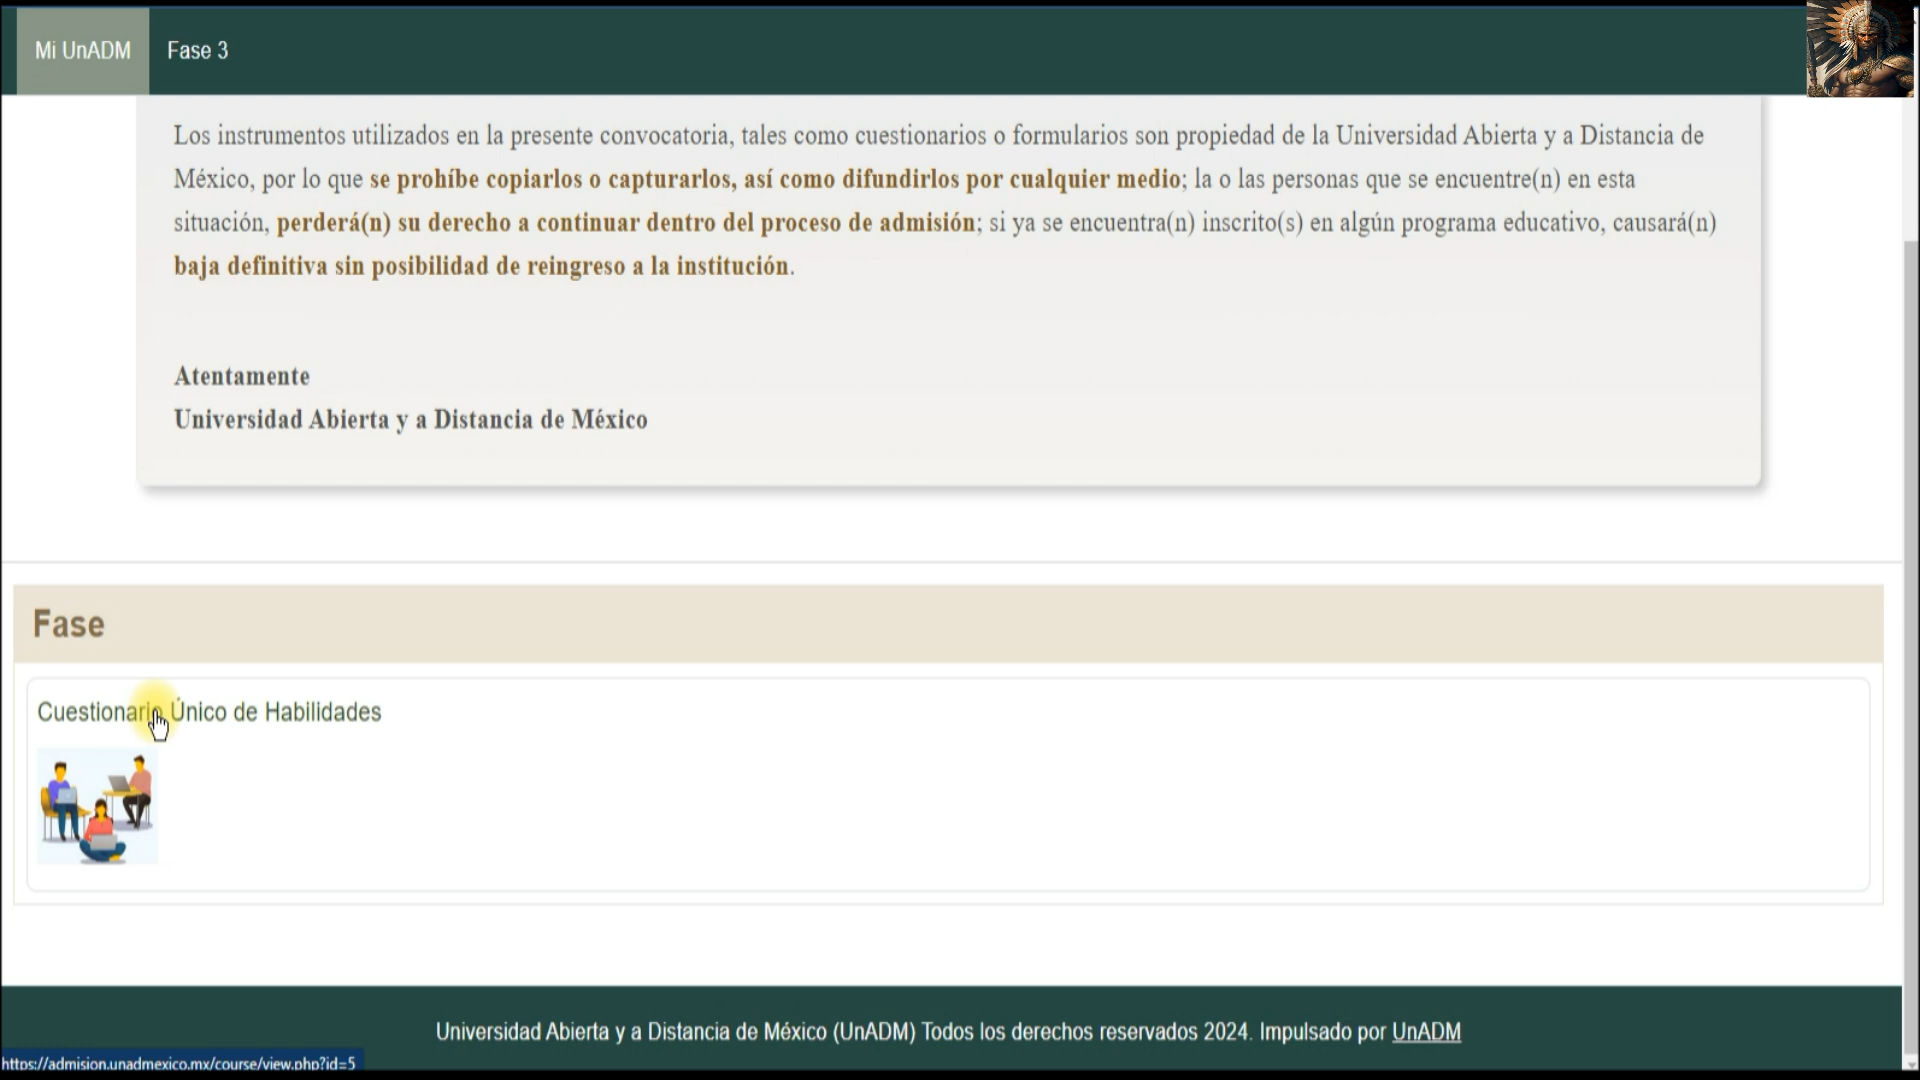 Mi UnADM Fase 3
Los instrumentos utilizados en la presente convocatoria, tales como cuestionarios o formularios son propiedad de la Universidad Abierta y a Distancia de
México, por lo que se prohíbe copiarlos o capturarlos, así como difundirlos por cualquier medio; la o las personas que se encuentre(n) en esta
situación, perderá(n) su derecho a continuar dentro del proceso de admisión; si ya se encuentra(n) inscrito(s) en algún programa educativo, causará(n)
baja definitiva sin posibilidad de reingreso a la institución.
Atentamente
Universidad Abierta y a Distancia de México
Fase
Cuestionario Único de Habilidades
Universidad Abierta y a Distancia de México (UnADM) Todos los derechos reservados 2024. Impulsado por UnADM
https://admision.unadmexico.mx/course/view.php?id=5